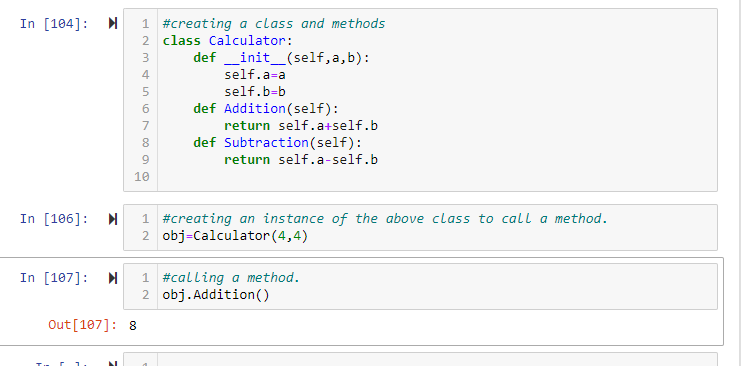 In [104]:
1 #creating a class and methods
2 class Calculator:
3     def __init__(self,a,b):
4         self.a=a
5         self.b=b
6     def Addition(self):
7         return self.a+self.b
8     def Subtraction(self):
9         return self.a-self.b
10
In [106]:
1 #creating an instance of the above class to call a method.
2 obj=Calculator(4,4)
In [107]:
1 #calling a method.
2 obj.Addition()
Out[107]: 8